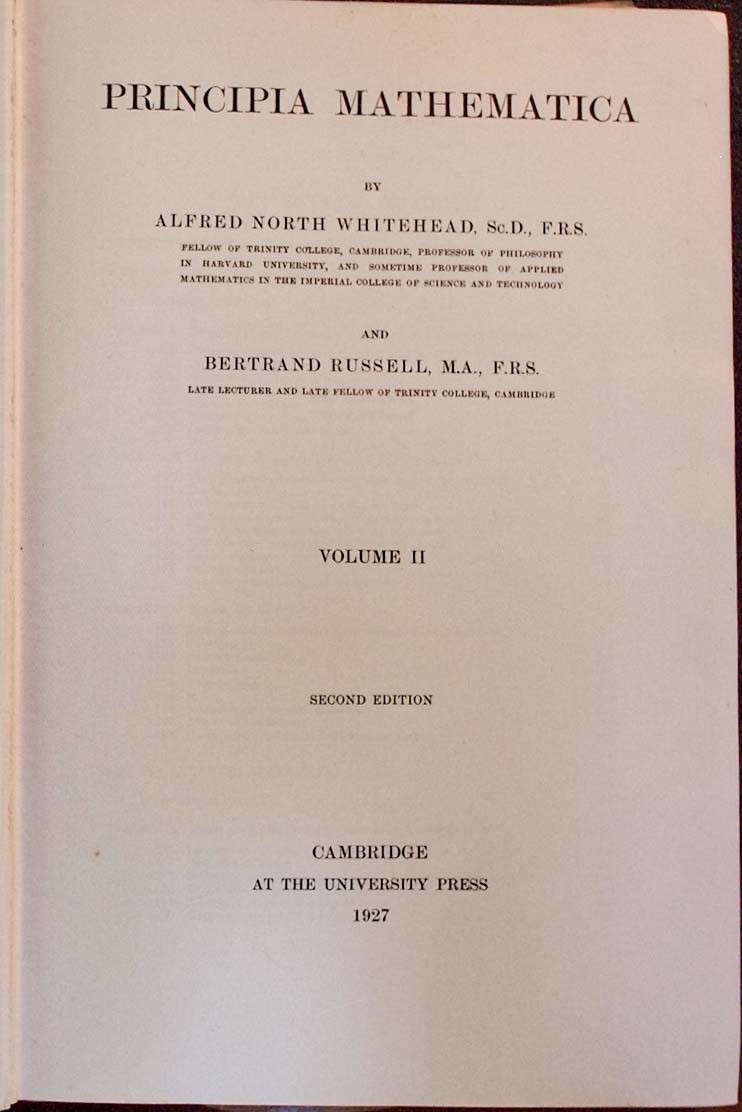 PRINCIPIA MATHEMATICA
BY
ALFRED NORTH WHITEHEAD, Sc.D., F.R.S.
FELLOW OF TRINITY COLLEGE, CAMBRIDGE, PROFESSOR OF PHILOSOPHY
IN HARVARD UNIVERSITY, AND SOMETIME PROFESSOR OF APPLIED
MATHEMATICS IN THE IMPERIAL COLLEGE OF SCIENCE AND TECHNOLOGY
AND
BERTRAND RUSSELL, M.A., F.R.S.
LATE LECTURER AND LATE FELLOW OF TRINITY COLLEGE, CAMBRIDGE
VOLUME II
SECOND EDITION
CAMBRIDGE
AT THE UNIVERSITY PRESS
1927